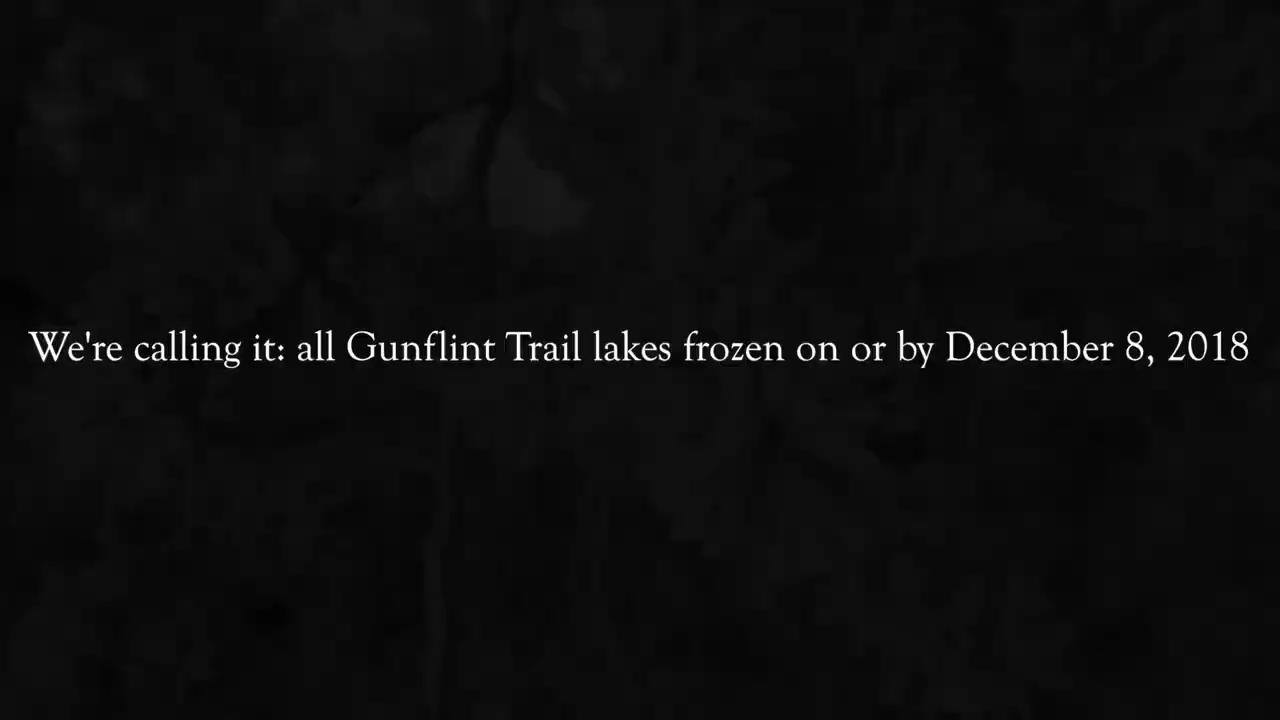 We're calling it: all Gunflint Trail lakes frozen on or by December 8, 2018